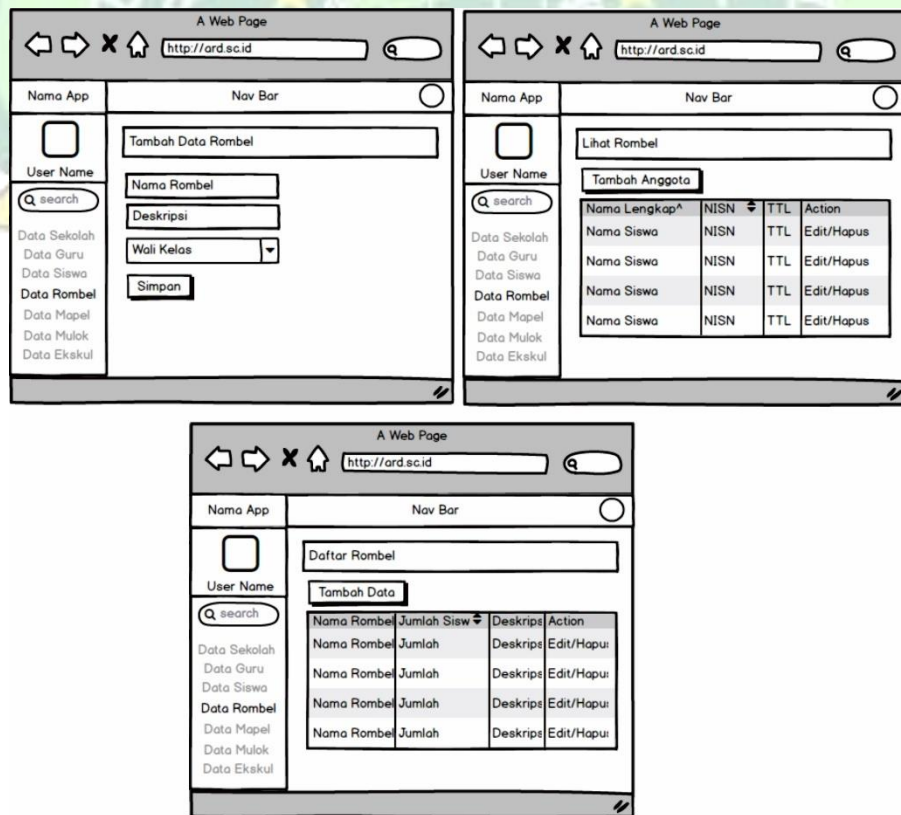 A Web Page
http://ard.sc.id
Nama App
Nav Bar
User Name
search
Data Sekolah
Data Guru
Data Siswa
Data Rombel
Data Mapel
Data Mulok
Data Ekskul
Tambah Data Rombel
Nama Rombel
Deskripsi
Wali Kelas
Simpan
A Web Page
http://ard.sc.id
Nama App
Nav Bar
User Name
search
Data Sekolah
Data Guru
Data Siswa
Data Rombel
Data Mapel
Data Mulok
Data Ekskul
Lihat Rombel
Tambah Anggota
Nama Lengkap^ NISN TTL Action
Nama Siswa NISN TTL Edit/Hapus
Nama Siswa NISN TTL Edit/Hapus
Nama Siswa NISN TTL Edit/Hapus
Nama Siswa NISN TTL Edit/Hapus
A Web Page
http://ard.sc.id
Nama App
Nav Bar
User Name
search
Data Sekolah
Data Guru
Data Siswa
Data Rombel
Data Mapel
Data Mulok
Data Ekskul
Daftar Rombel
Tambah Data
Nama Rombel Jumlah Sisw Deskrips Action
Nama Rombel Jumlah Deskrips Edit/Hapu
Nama Rombel Jumlah Deskrips Edit/Hapu
Nama Rombel Jumlah Deskrips Edit/Hapu
Nama Rombel Jumlah Deskrips Edit/Hapu